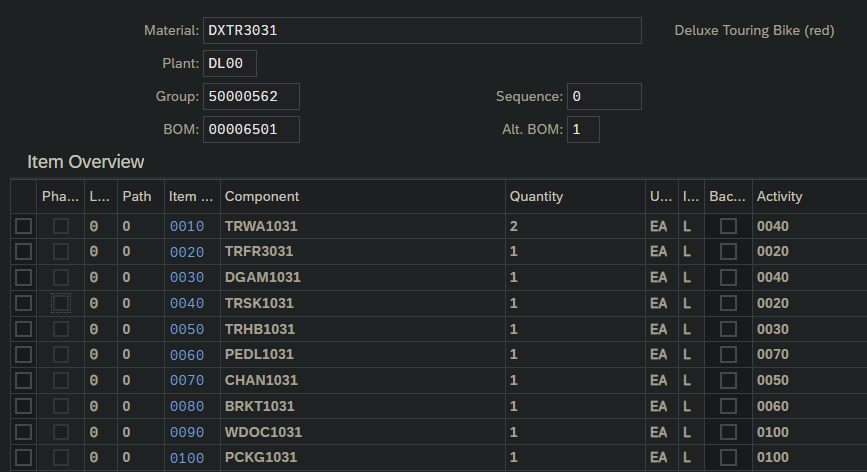 Material: DXTR3031 Deluxe Touring Bike (red)
Plant: DL00
Group: 50000562 Sequence: 0
BOM: 00006501 Alt. BOM: 1
Item Overview
Pha... L... Path Item ... Component Quantity U... I... Bac... Activity
0 0 0010 TRWA1031 2 EA L 0040
0 0 0020 TRFR3031 1 EA L 0020
0 0 0030 DGAM1031 1 EA L 0040
0 0 0040 TRSK1031 1 EA L 0020
0 0 0050 TRHB1031 1 EA L 0030
0 0 0060 PEDL1031 1 EA L 0070
0 0 0070 CHAN1031 1 EA L 0050
0 0 0080 BRKT1031 1 EA L 0060
0 0 0090 WDOC1031 1 EA L 0100
0 0 0100 PCKG1031 1 EA L 0100